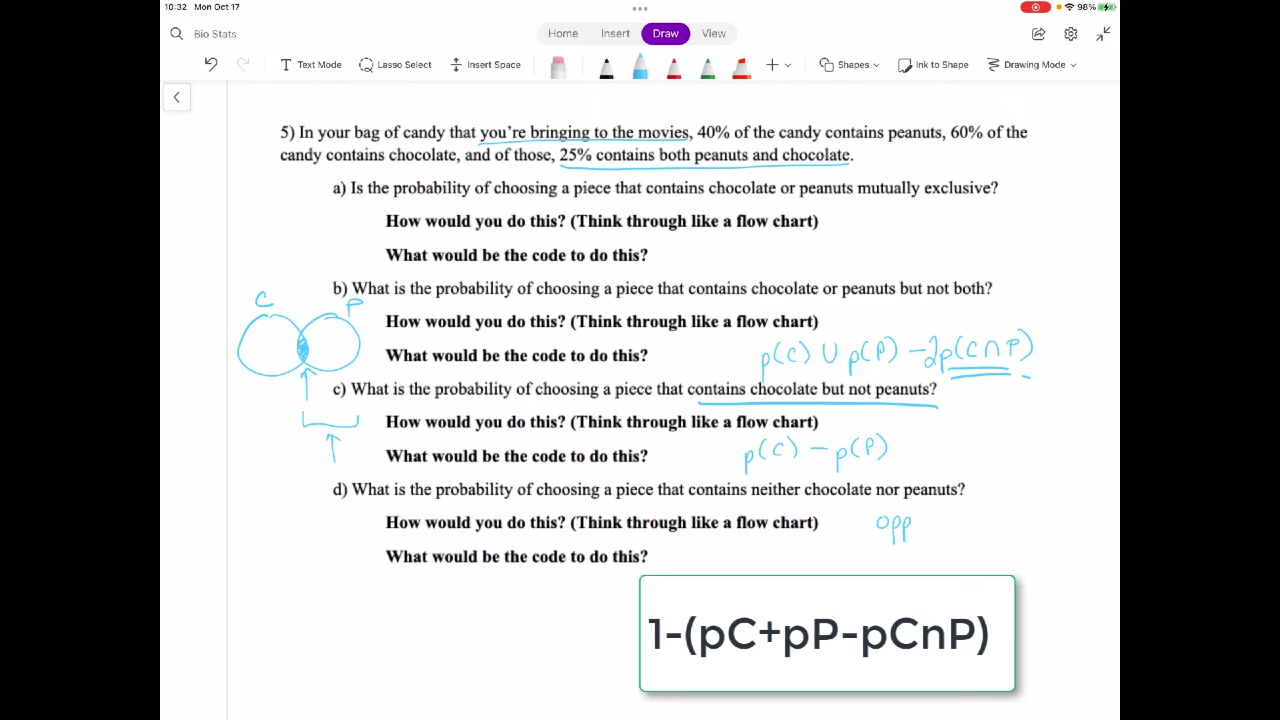 10:32 Mon Oct 17
98%
Bio Stats
Home Insert Draw View
Text Mode Lasso Select Insert Space Shapes Ink to Shape Drawing Mode
5) In your bag of candy that you're bringing to the movies, 40% of the candy contains peanuts, 60% of the
candy contains chocolate, and of those, 25% contains both peanuts and chocolate.
a) Is the probability of choosing a piece that contains chocolate or peanuts mutually exclusive?
How would you do this? (Think through like a flow chart)
What would be the code to do this?
b) What is the probability of choosing a piece that contains chocolate or peanuts but not both?
C P
How would you do this? (Think through like a flow chart)
What would be the code to do this?
p(C) ∪ p(P) - 2p(C∩P)
c) What is the probability of choosing a piece that contains chocolate but not peanuts?
How would you do this? (Think through like a flow chart)
What would be the code to do this?
p(C) - p(P)
d) What is the probability of choosing a piece that contains neither chocolate nor peanuts?
How would you do this? (Think through like a flow chart)
opp
What would be the code to do this?
1-(pC+pP-pCnP)